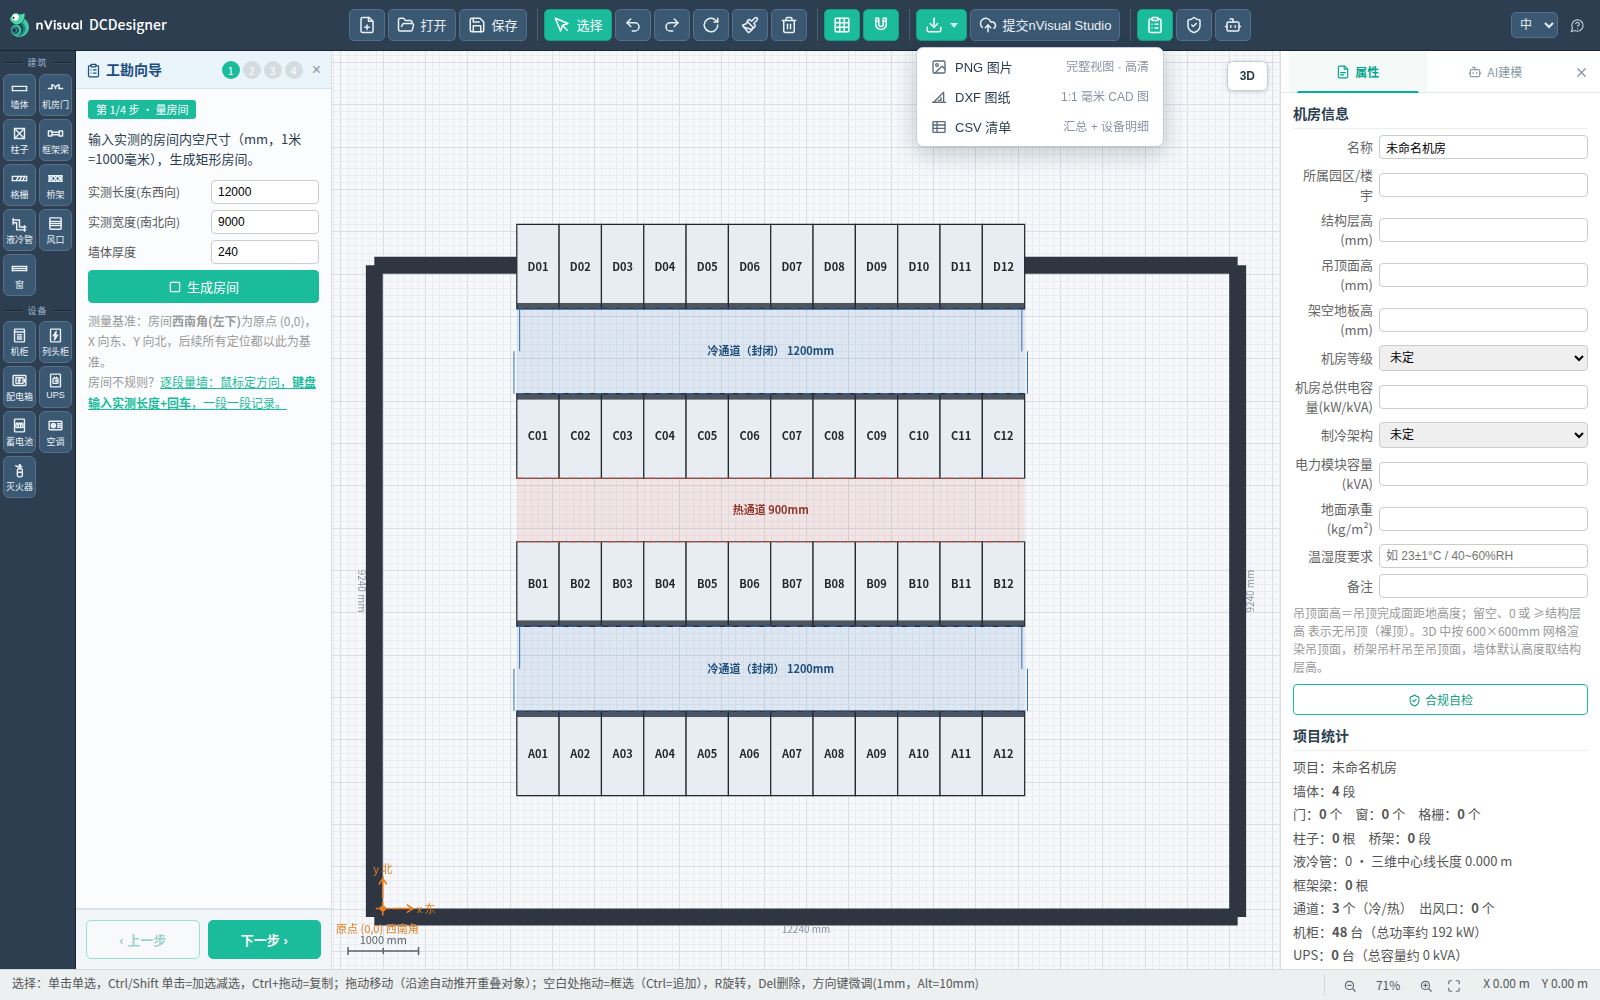 nVisual DCDesigner
打开
保存
选择
提交nVisual Studio
中
建筑
墙体
机房门
柱子
框架梁
格栅
桥架
液冷管
风口
窗
设备
机柜
列头柜
配电箱
UPS
蓄电池
空调
灭火器
工勘向导
1 2 3 4
第 1/4 步 · 量房间
输入实测的房间内空尺寸（mm，1米
=1000毫米），生成矩形房间。
实测长度(东西向) 12000
实测宽度(南北向) 9000
墙体厚度 240
生成房间
测量基准：房间西南角(左下)为原点 (0,0)，
X 向东、Y 向北，后续所有定位都以此为基
准。
房间不规则？逐段量墙：鼠标定方向，键盘
输入实测长度+回车，一段一段记录。
‹ 上一步
下一步 ›
PNG 图片 完整视图 · 高清
DXF 图纸 1:1 毫米 CAD 图
CSV 清单 汇总 + 设备明细
3D
D01 D02 D03 D04 D05 D06 D07 D08 D09 D10 D11 D12
冷通道（封闭） 1200mm
C01 C02 C03 C04 C05 C06 C07 C08 C09 C10 C11 C12
热通道 900mm
9240 mm
9240 mm
B01 B02 B03 B04 B05 B06 B07 B08 B09 B10 B11 B12
冷通道（封闭） 1200mm
A01 A02 A03 A04 A05 A06 A07 A08 A09 A10 A11 A12
y 北
x 东
原点 (0,0) 西南角
1000 mm
12240 mm
属性
AI建模
机房信息
名称 未命名机房
所属园区/楼
宇
结构层高
(mm)
吊顶面高
(mm)
架空地板高
(mm)
机房等级 未定
机房总供电容
量(kW/kVA)
制冷架构 未定
电力模块容量
(kVA)
地面承重
(kg/m²)
温湿度要求 如 23±1°C / 40~60%RH
备注
吊顶面高＝吊顶完成面距地高度；留空、0 或 ≥结构层
高 表示无吊顶（裸顶）。3D 中按 600×600mm 网格渲
染吊顶面，桥架吊杆吊至吊顶面，墙体默认高度取结构
层高。
合规自检
项目统计
项目：未命名机房
墙体：4 段
门：0 个 窗：0 个 格栅：0 个
柱子：0 根 桥架：0 段
液冷管：0 · 三维中心线长度 0.000 m
框架梁：0 根
通道：3 个（冷/热） 出风口：0 个
机柜：48 台（总功率约 192 kW）
UPS：0 台（总容量约 0 kVA）
选择：单击单选，Ctrl/Shift 单击=加选减选，Ctrl+拖动=复制；拖动移动（沿途自动推开重叠对象）；空白处拖动=框选（Ctrl=追加），R旋转，Del删除，方向键微调(1mm，Alt=10mm)
71%
X 0.00 m Y 0.00 m